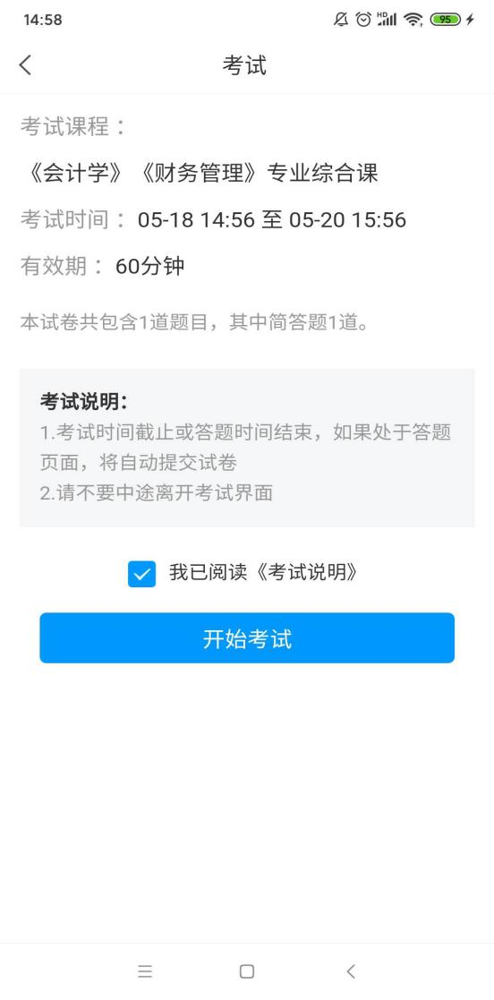 14:58
HD
95
考试
考试课程：
《会计学》《财务管理》专业综合课
考试时间：05-18 14:56 至 05-20 15:56
有效期：60分钟
本试卷共包含1道题目，其中简答题1道。
考试说明：
1.考试时间截止或答题时间结束，如果处于答题
页面，将自动提交试卷
2.请不要中途离开考试界面
我已阅读《考试说明》
开始考试